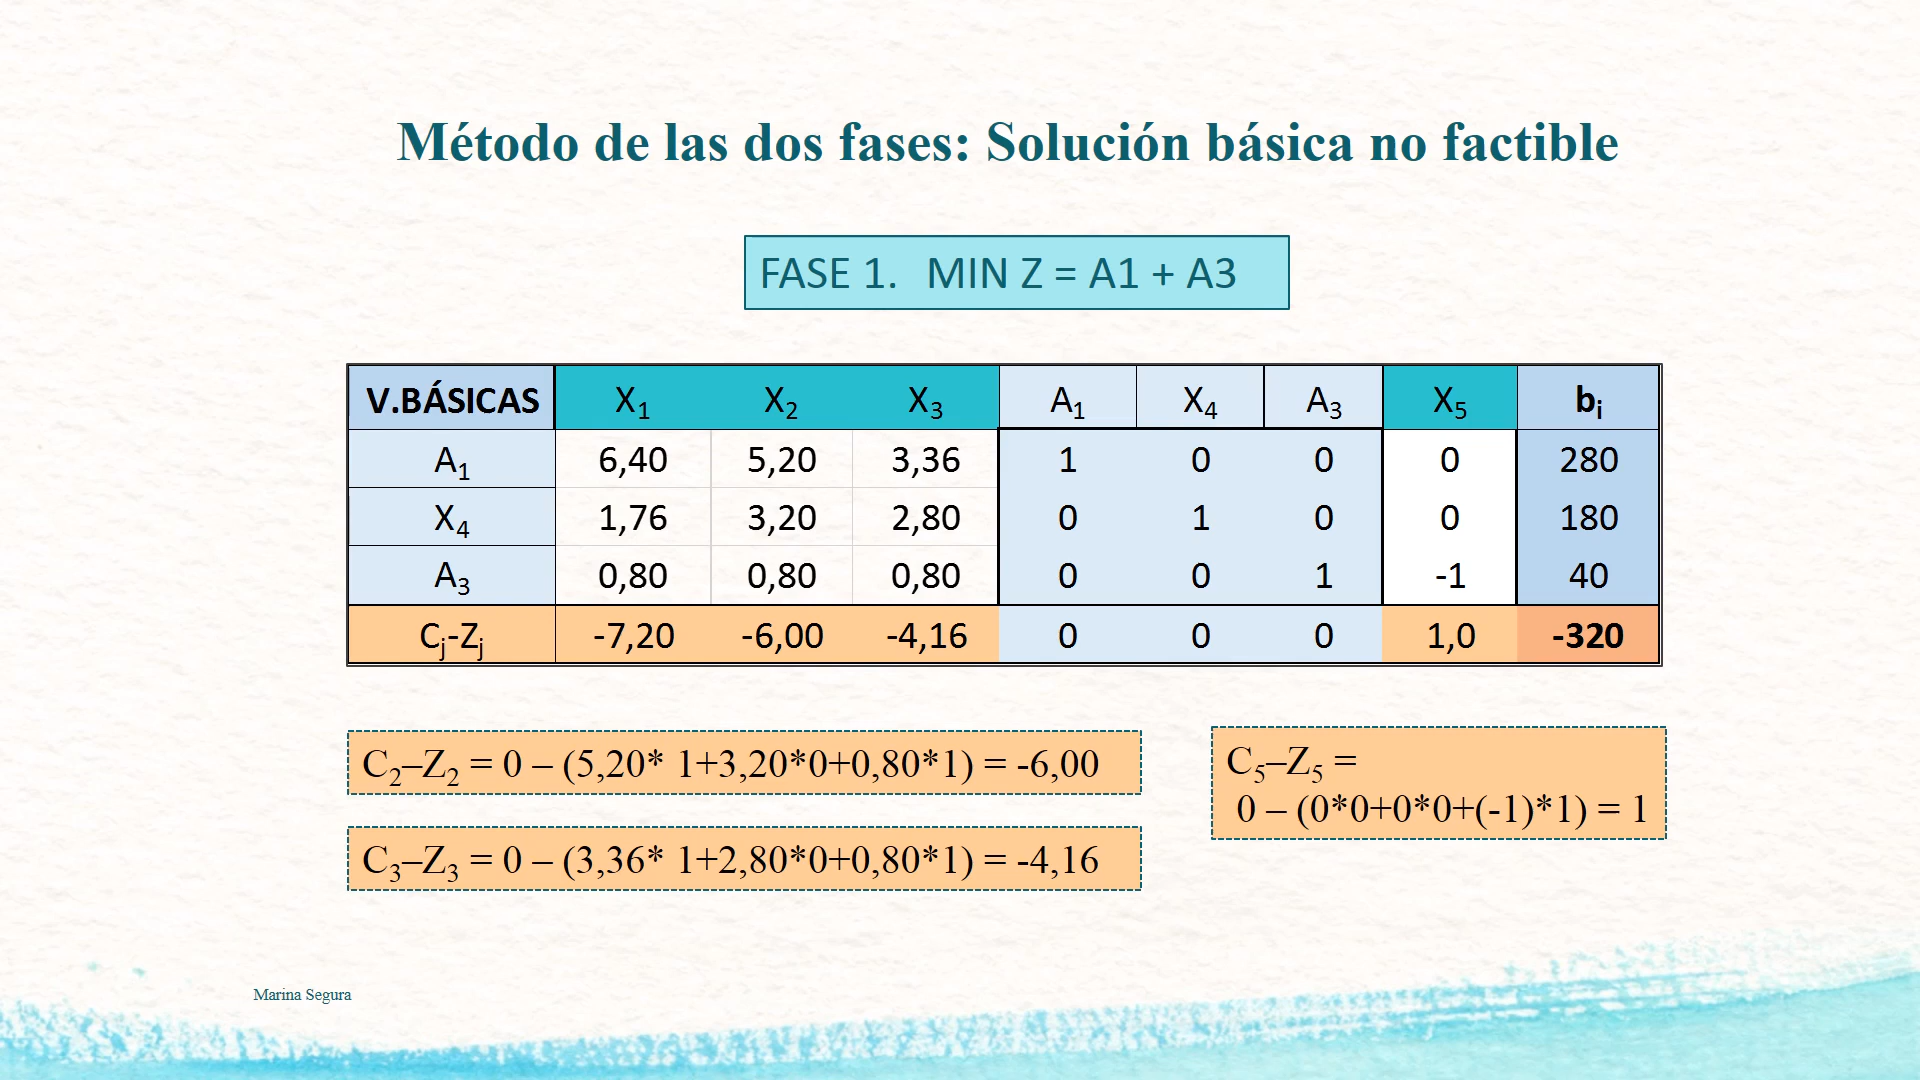 Método de las dos fases: Solución básica no factible
FASE 1. MIN Z = A1 + A3
V.BÁSICAS X1 X2 X3 A1 X4 A3 X5 bi
A1 6,40 5,20 3,36 1 0 0 0 280
X4 1,76 3,20 2,80 0 1 0 0 180
A3 0,80 0,80 0,80 0 0 1 -1 40
Cj-Zj -7,20 -6,00 -4,16 0 0 0 1,0 -320
C2–Z2 = 0 – (5,20* 1+3,20*0+0,80*1) = -6,00
C3–Z3 = 0 – (3,36* 1+2,80*0+0,80*1) = -4,16
C5–Z5 =
0 – (0*0+0*0+(-1)*1) = 1
Marina Segura